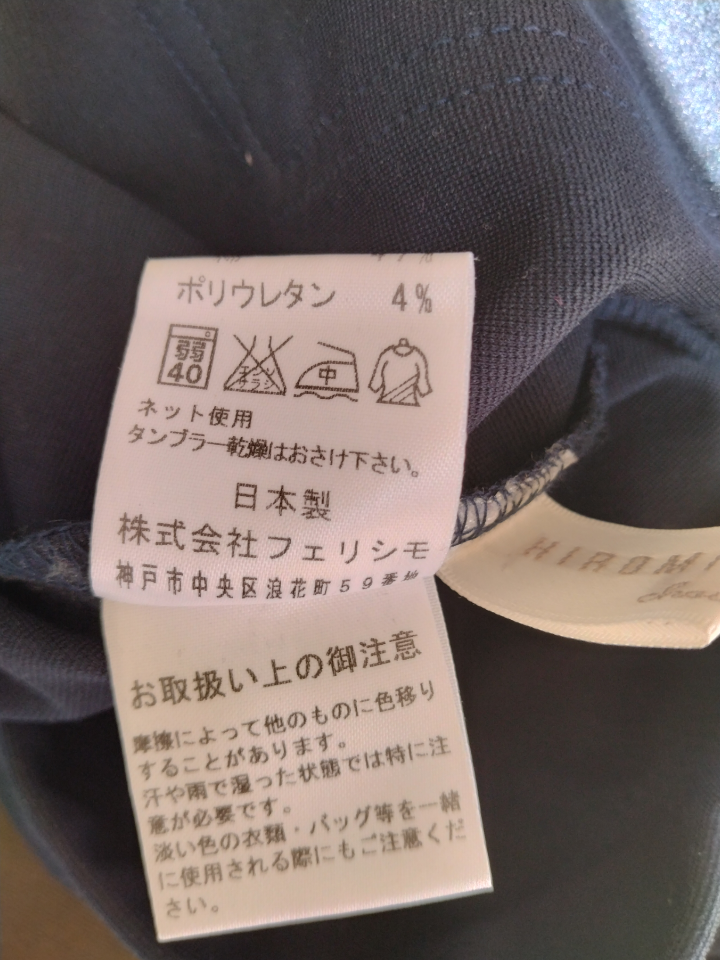 ポリウレタン 4%
弱
40
エンソ
サラシ
中
ネット使用
タンブラー乾燥はおさけ下さい。
日本製
株式会社フェリシモ
神戸市中央区浪花町59番地
お取扱い上の御注意
摩擦によって他のものに色移り
することがあります。
汗や雨で湿った状態では特に注
意が必要です。
淡い色の衣類・バッグ等を一緒
に使用される際にもご注意くだ
さい。
HIROMI